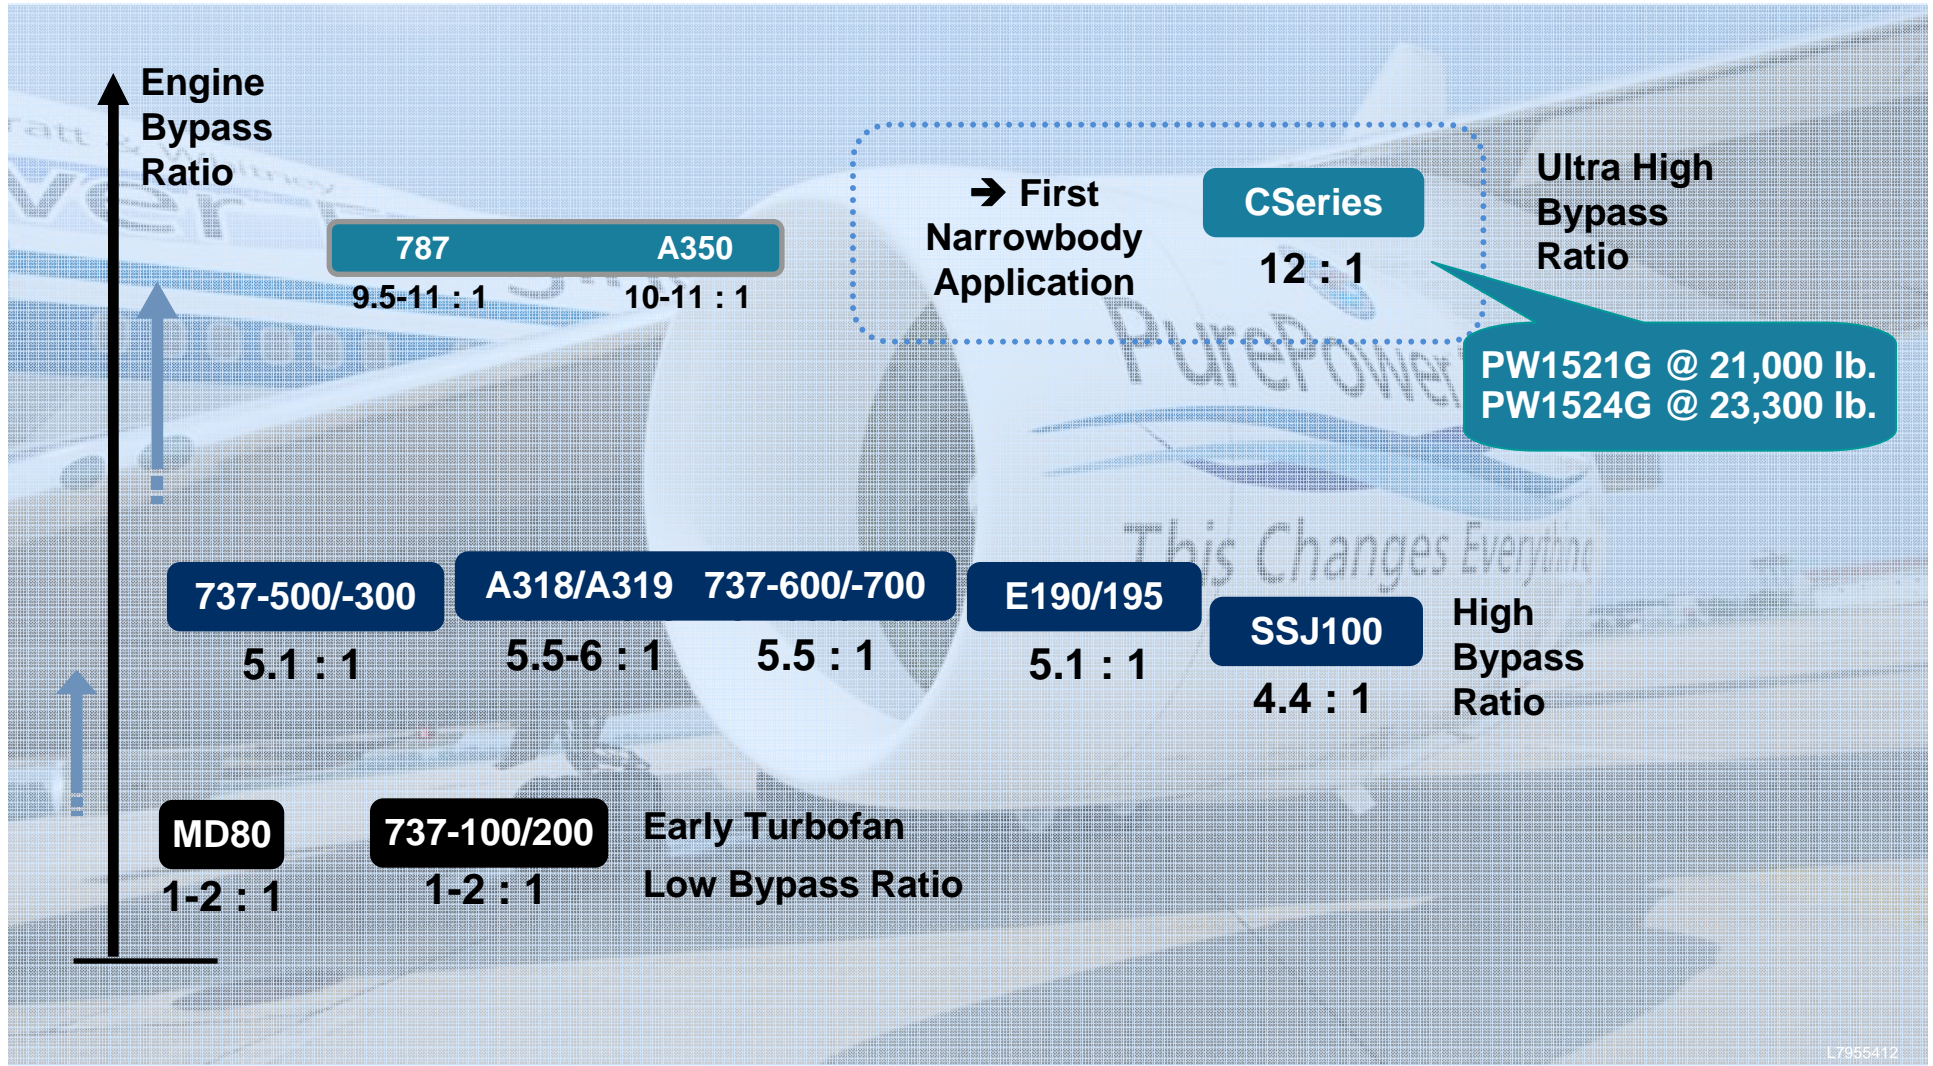 Engine
Bypass
Ratio
ratt & Whitney
787 A350
9.5-11 : 1 10-11 : 1
➔ First
Narrowbody
Application
CSeries
12 : 1
Ultra High
Bypass
Ratio
PW1521G @ 21,000 lb.
PW1524G @ 23,300 lb.
PurePower
This Changes Everything
737-500/-300
5.1 : 1
A318/A319 737-600/-700
5.5-6 : 1 5.5 : 1
E190/195
5.1 : 1
SSJ100
4.4 : 1
High
Bypass
Ratio
MD80
1-2 : 1
737-100/200
1-2 : 1
Early Turbofan
Low Bypass Ratio
L7955412